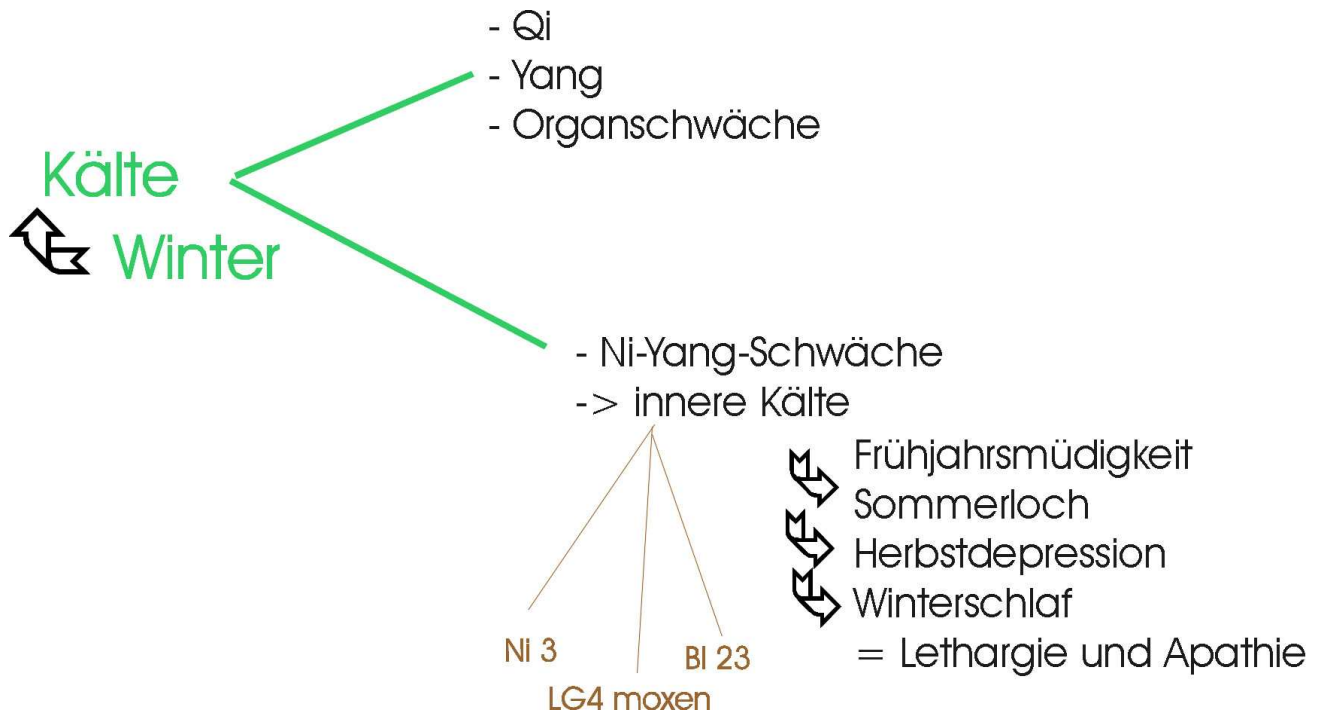 - Qi
- Yang
- Organschwäche
Kälte
Winter
- Ni-Yang-Schwäche
-> innere Kälte
Frühjahrsmüdigkeit
Sommerloch
Herbstdepression
Winterschlaf
= Lethargie und Apathie
Ni 3
Bl 23
LG4 moxen